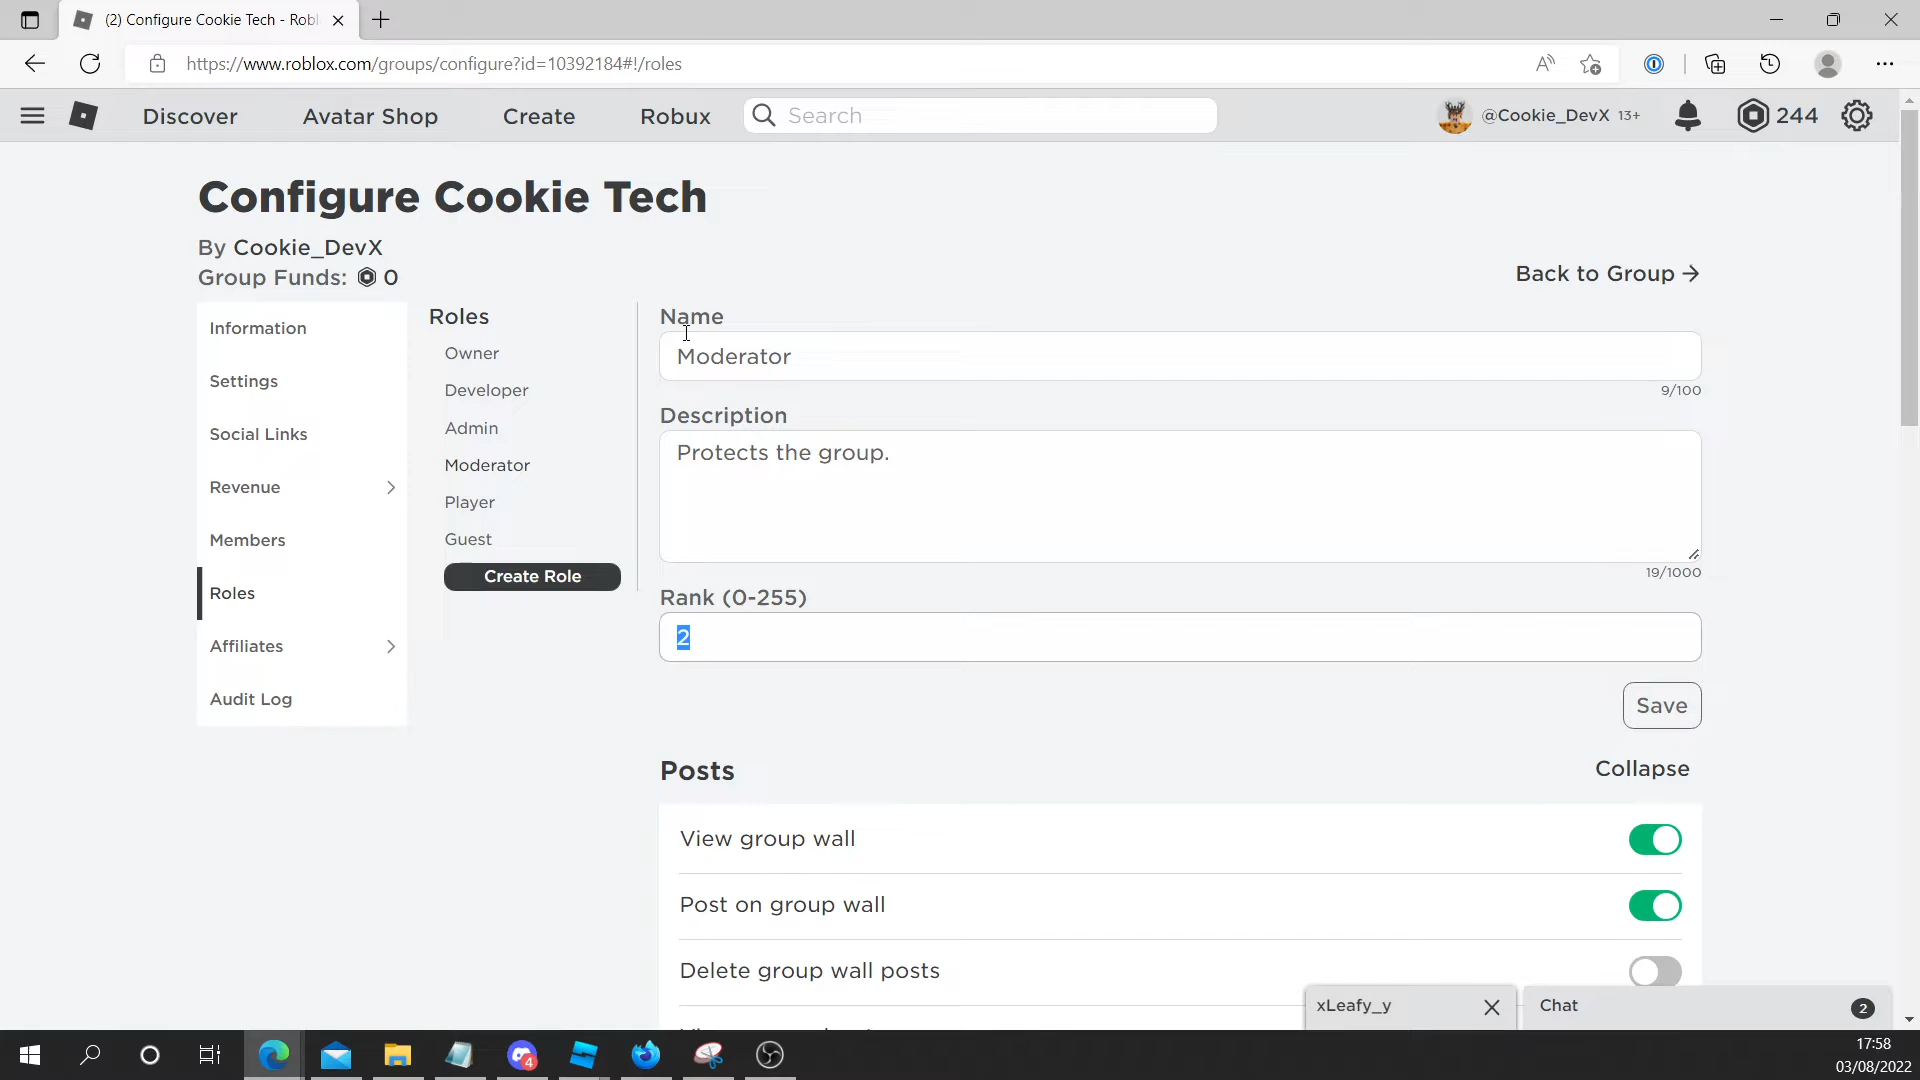 (2) Configure Cookie Tech - Robl
https://www.roblox.com/groups/configure?id=10392184#!/roles
Discover
Avatar Shop
Create
Robux
Search
@Cookie_DevX 13+
244
Configure Cookie Tech
By Cookie_DevX
Group Funds: 0
Back to Group →
Information
Settings
Social Links
Revenue
Members
Roles
Affiliates
Audit Log
Roles
Owner
Developer
Admin
Moderator
Player
Guest
Create Role
Name
Moderator
9/100
Description
Protects the group.
19/1000
Rank (0-255)
2
Save
Posts
Collapse
View group wall
Post on group wall
Delete group wall posts
xLeafy_y
Chat
2
4
17:58
03/08/2022